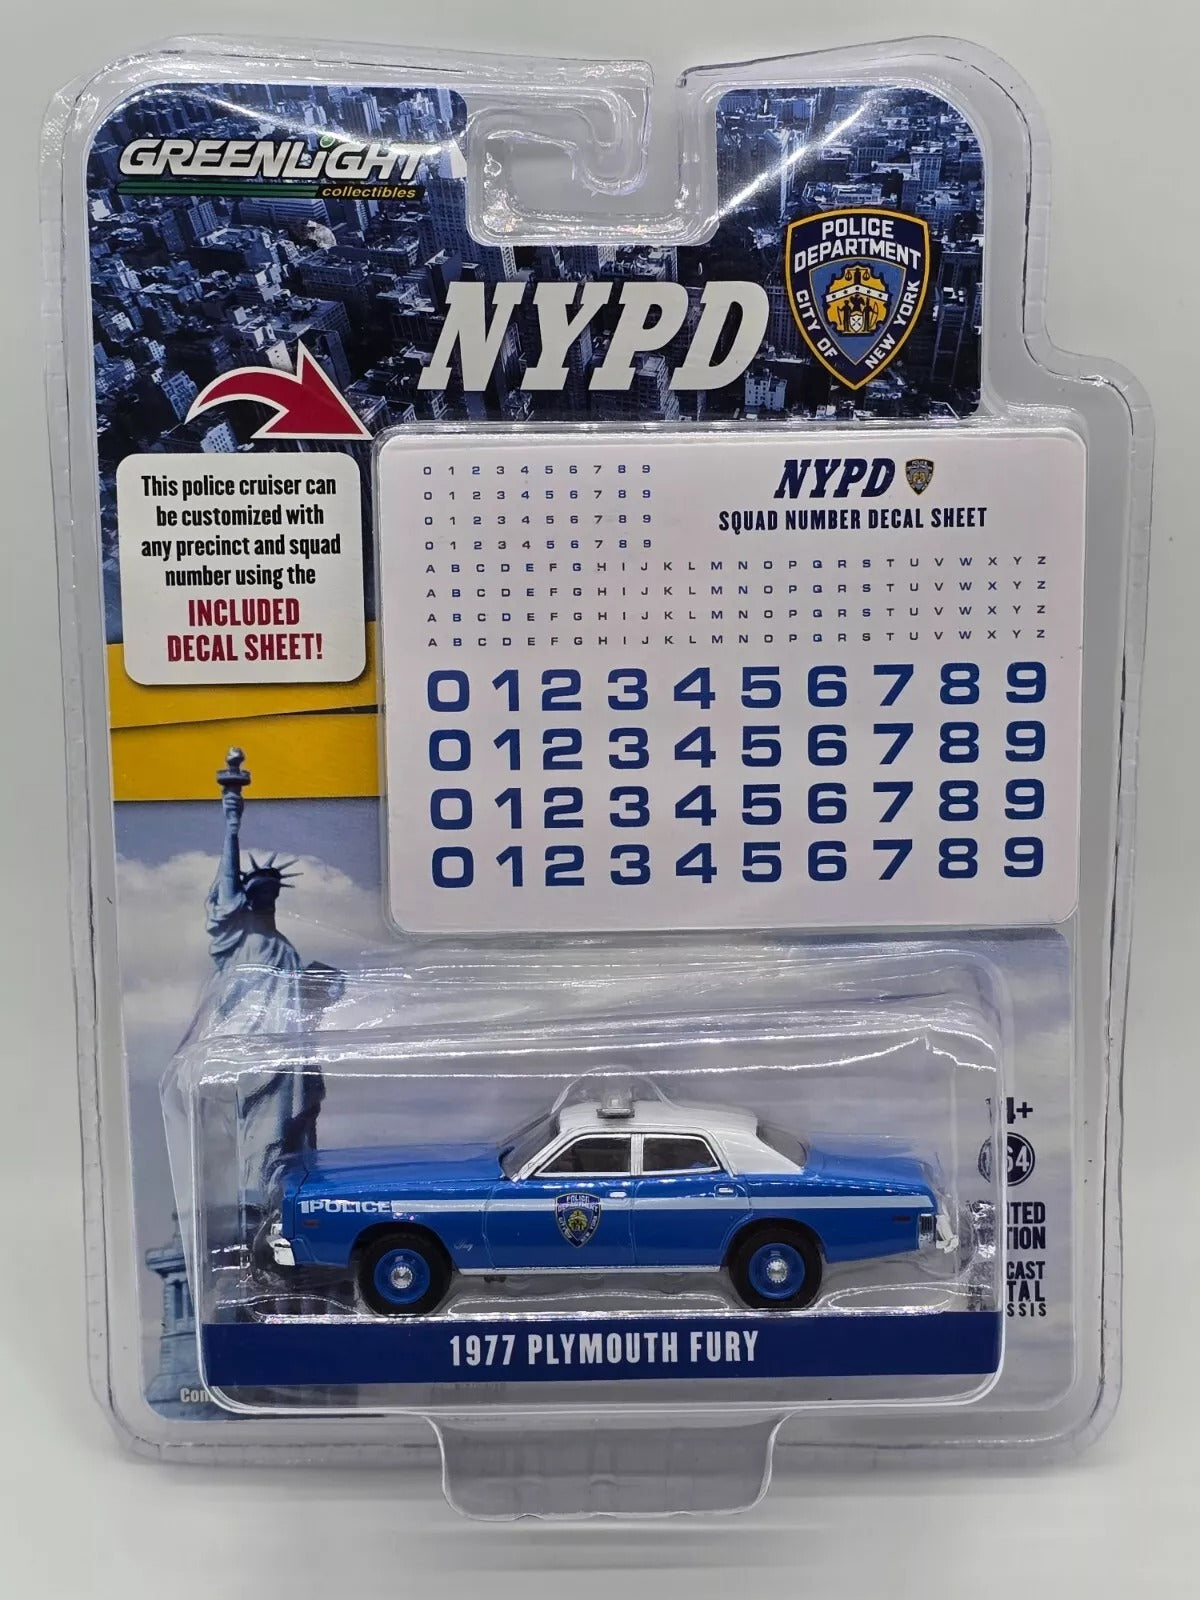 GREENLiGHT
collectibles
POLICE
DEPARTMENT
CITY OF
NEW YORK
NYPD
This police cruiser can
be customized with
any precinct and squad
number using the
INCLUDED
DECAL SHEET!
NYPD
SQUAD NUMBER DECAL SHEET
0 1 2 3 4 5 6 7 8 9
0 1 2 3 4 5 6 7 8 9
0 1 2 3 4 5 6 7 8 9
0 1 2 3 4 5 6 7 8 9
A B C D E F G H I J K L M N O P Q R S T U V W X Y Z
A B C D E F G H I J K L M N O P Q R S T U V W X Y Z
A B C D E F G H I J K L M N O P Q R S T U V W X Y Z
A B C D E F G H I J K L M N O P Q R S T U V W X Y Z
0 1 2 3 4 5 6 7 8 9
0 1 2 3 4 5 6 7 8 9
0 1 2 3 4 5 6 7 8 9
0 1 2 3 4 5 6 7 8 9
POLICE
POLICE
DEPARTMENT
1977 PLYMOUTH FURY